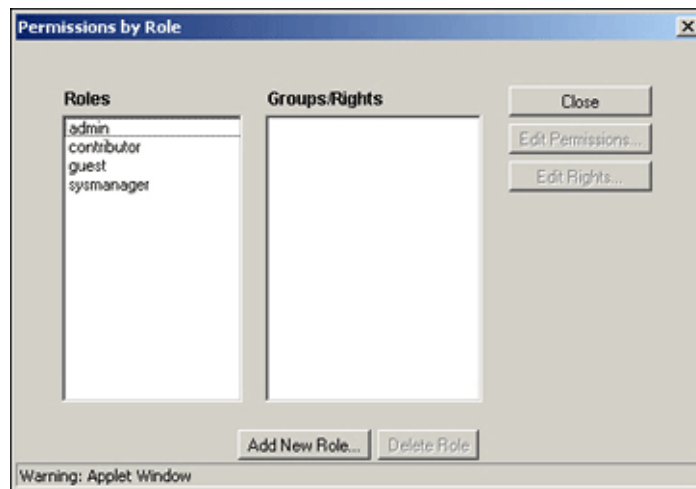 Permissions by Role
Roles
Groups/Rights
Close
admin
contributor
guest
sysmanager
Edit Permissions...
Edit Rights...
Add New Role...
Delete Role
Warning: Applet Window